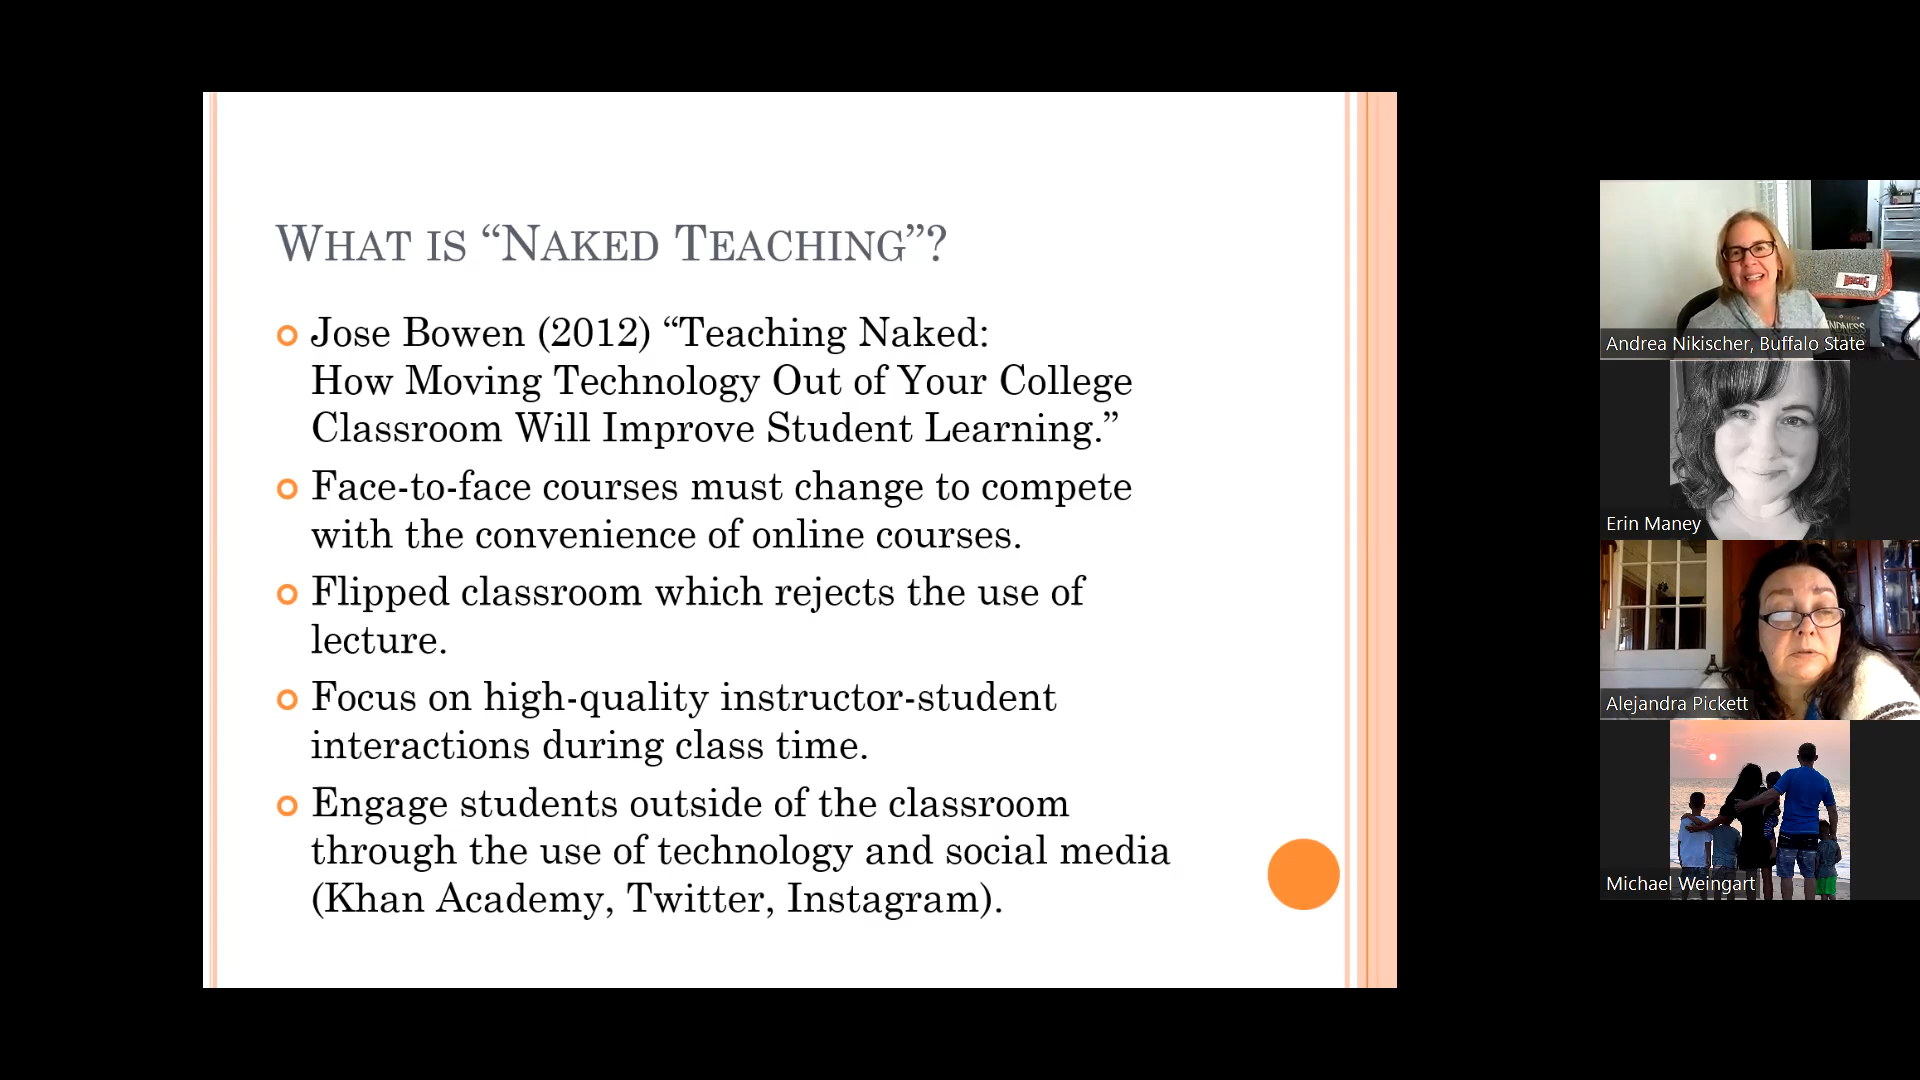 WHAT IS “NAKED TEACHING”?
Jose Bowen (2012) “Teaching Naked:
How Moving Technology Out of Your College
Classroom Will Improve Student Learning.”
Face-to-face courses must change to compete
with the convenience of online courses.
Flipped classroom which rejects the use of
lecture.
Focus on high-quality instructor-student
interactions during class time.
Engage students outside of the classroom
through the use of technology and social media
(Khan Academy, Twitter, Instagram).
Andrea Nikischer, Buffalo State
Erin Maney
Alejandra Pickett
Michael Weingart